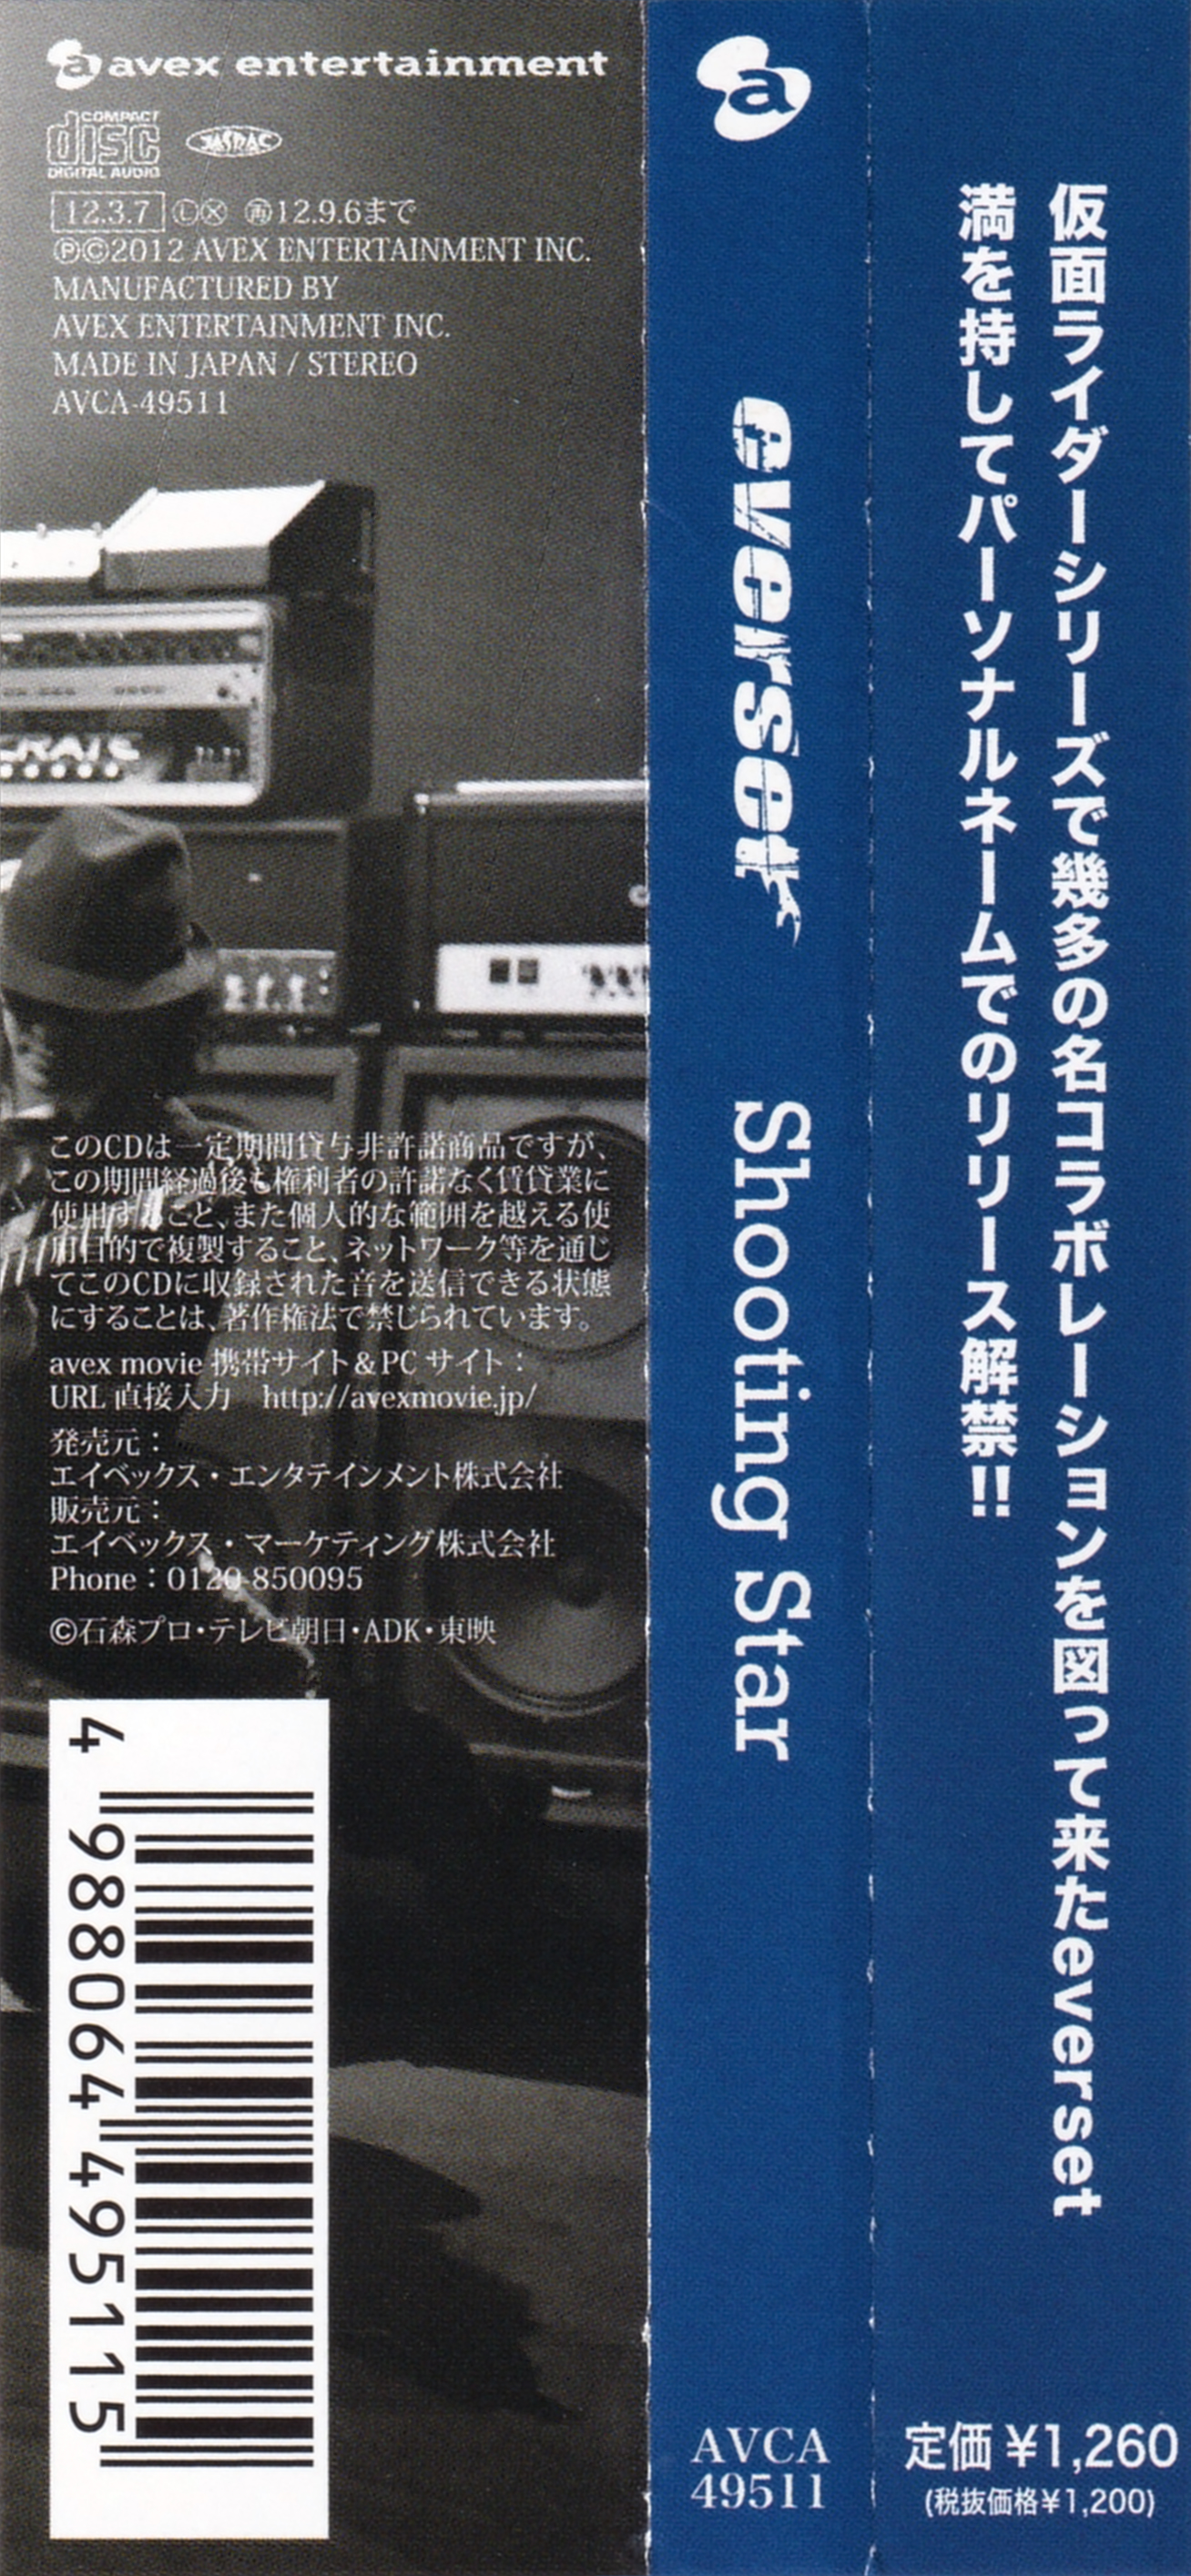 a avex entertainment
COMPACT
disc
DIGITAL AUDIO
JASRAC
12.3.7 Ⓛ Ⓧ ㊢12.9.6まで
ⓅⒸ2012 AVEX ENTERTAINMENT INC.
MANUFACTURED BY
AVEX ENTERTAINMENT INC.
MADE IN JAPAN / STEREO
AVCA-49511
このCDは一定期間貸与非許諾商品ですが、
この期間経過後も権利者の許諾なく賃貸業に
使用すること、また個人的な範囲を越える使
用目的で複製すること、ネットワーク等を通じ
てこのCDに収録された音を送信できる状態
にすることは、著作権法で禁じられています。
avex movie 携帯サイト&PC サイト：
URL 直接入力 http://avexmovie.jp/
発売元：
エイベックス・エンタテインメント株式会社
販売元：
エイベックス・マーケティング株式会社
Phone：0120-850095
©石森プロ・テレビ朝日・ADK・東映
4 988064 495115
a
everset
Shooting Star
AVCA
49511
仮面ライダーシリーズで幾多の名コラボレーションを図って来たeverset
満を持してパーソナルネームでのリリース解禁!!
定価 ¥1,260
(税抜価格¥1,200)